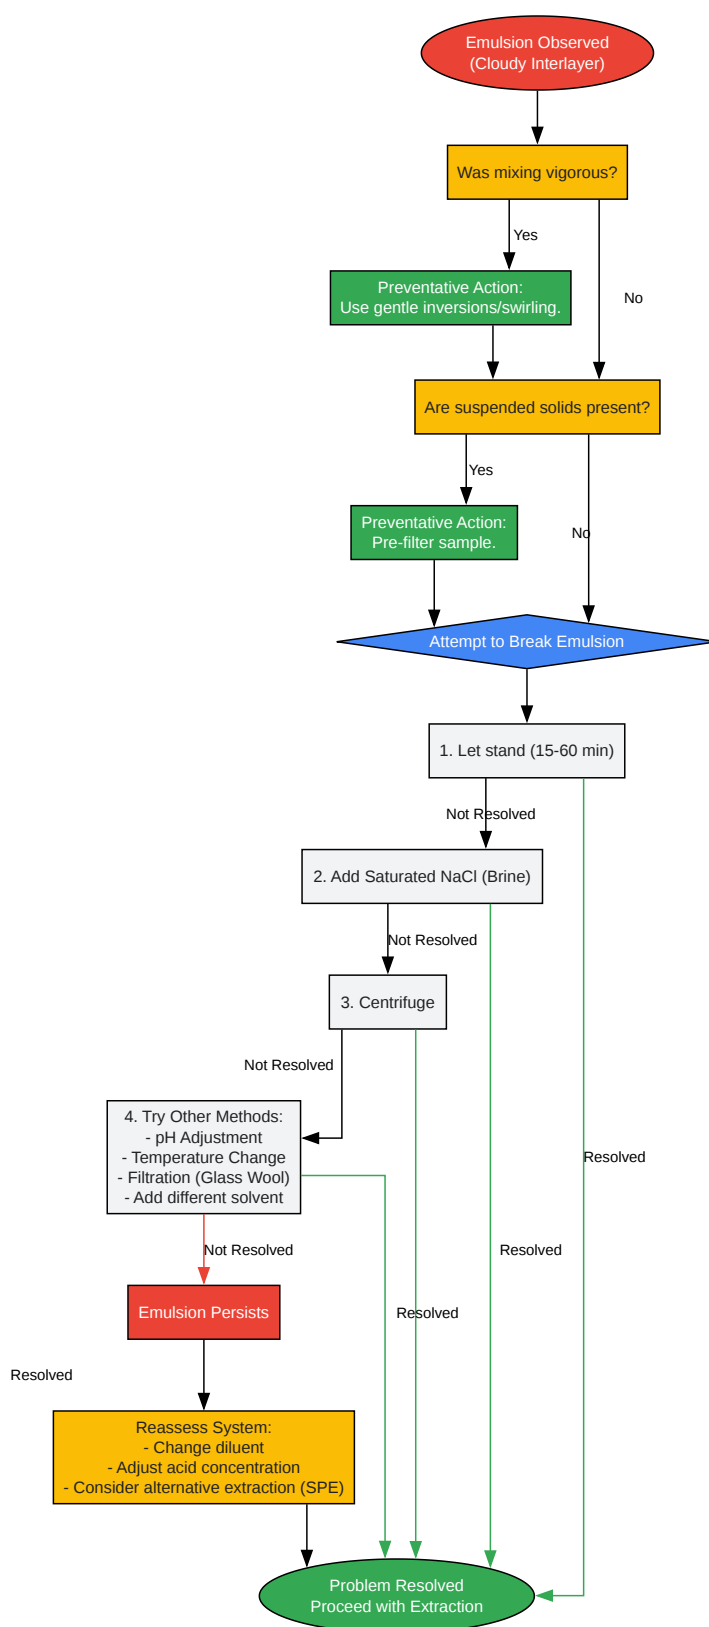 Emulsion Observed
(Cloudy Interlayer)
Was mixing vigorous?
Yes
Preventative Action:
Use gentle inversions/swirling.
No
Are suspended solids present?
Yes
Preventative Action:
Pre-filter sample.
No
Attempt to Break Emulsion
1. Let stand (15-60 min)
Not Resolved
2. Add Saturated NaCl (Brine)
Not Resolved
3. Centrifuge
Not Resolved
4. Try Other Methods:
- pH Adjustment
- Temperature Change
- Filtration (Glass Wool)
- Add different solvent
Resolved
Not Resolved
Resolved
Emulsion Persists
Resolved
Resolved
Reassess System:
- Change diluent
- Adjust acid concentration
- Consider alternative extraction (SPE)
Problem Resolved
Proceed with Extraction